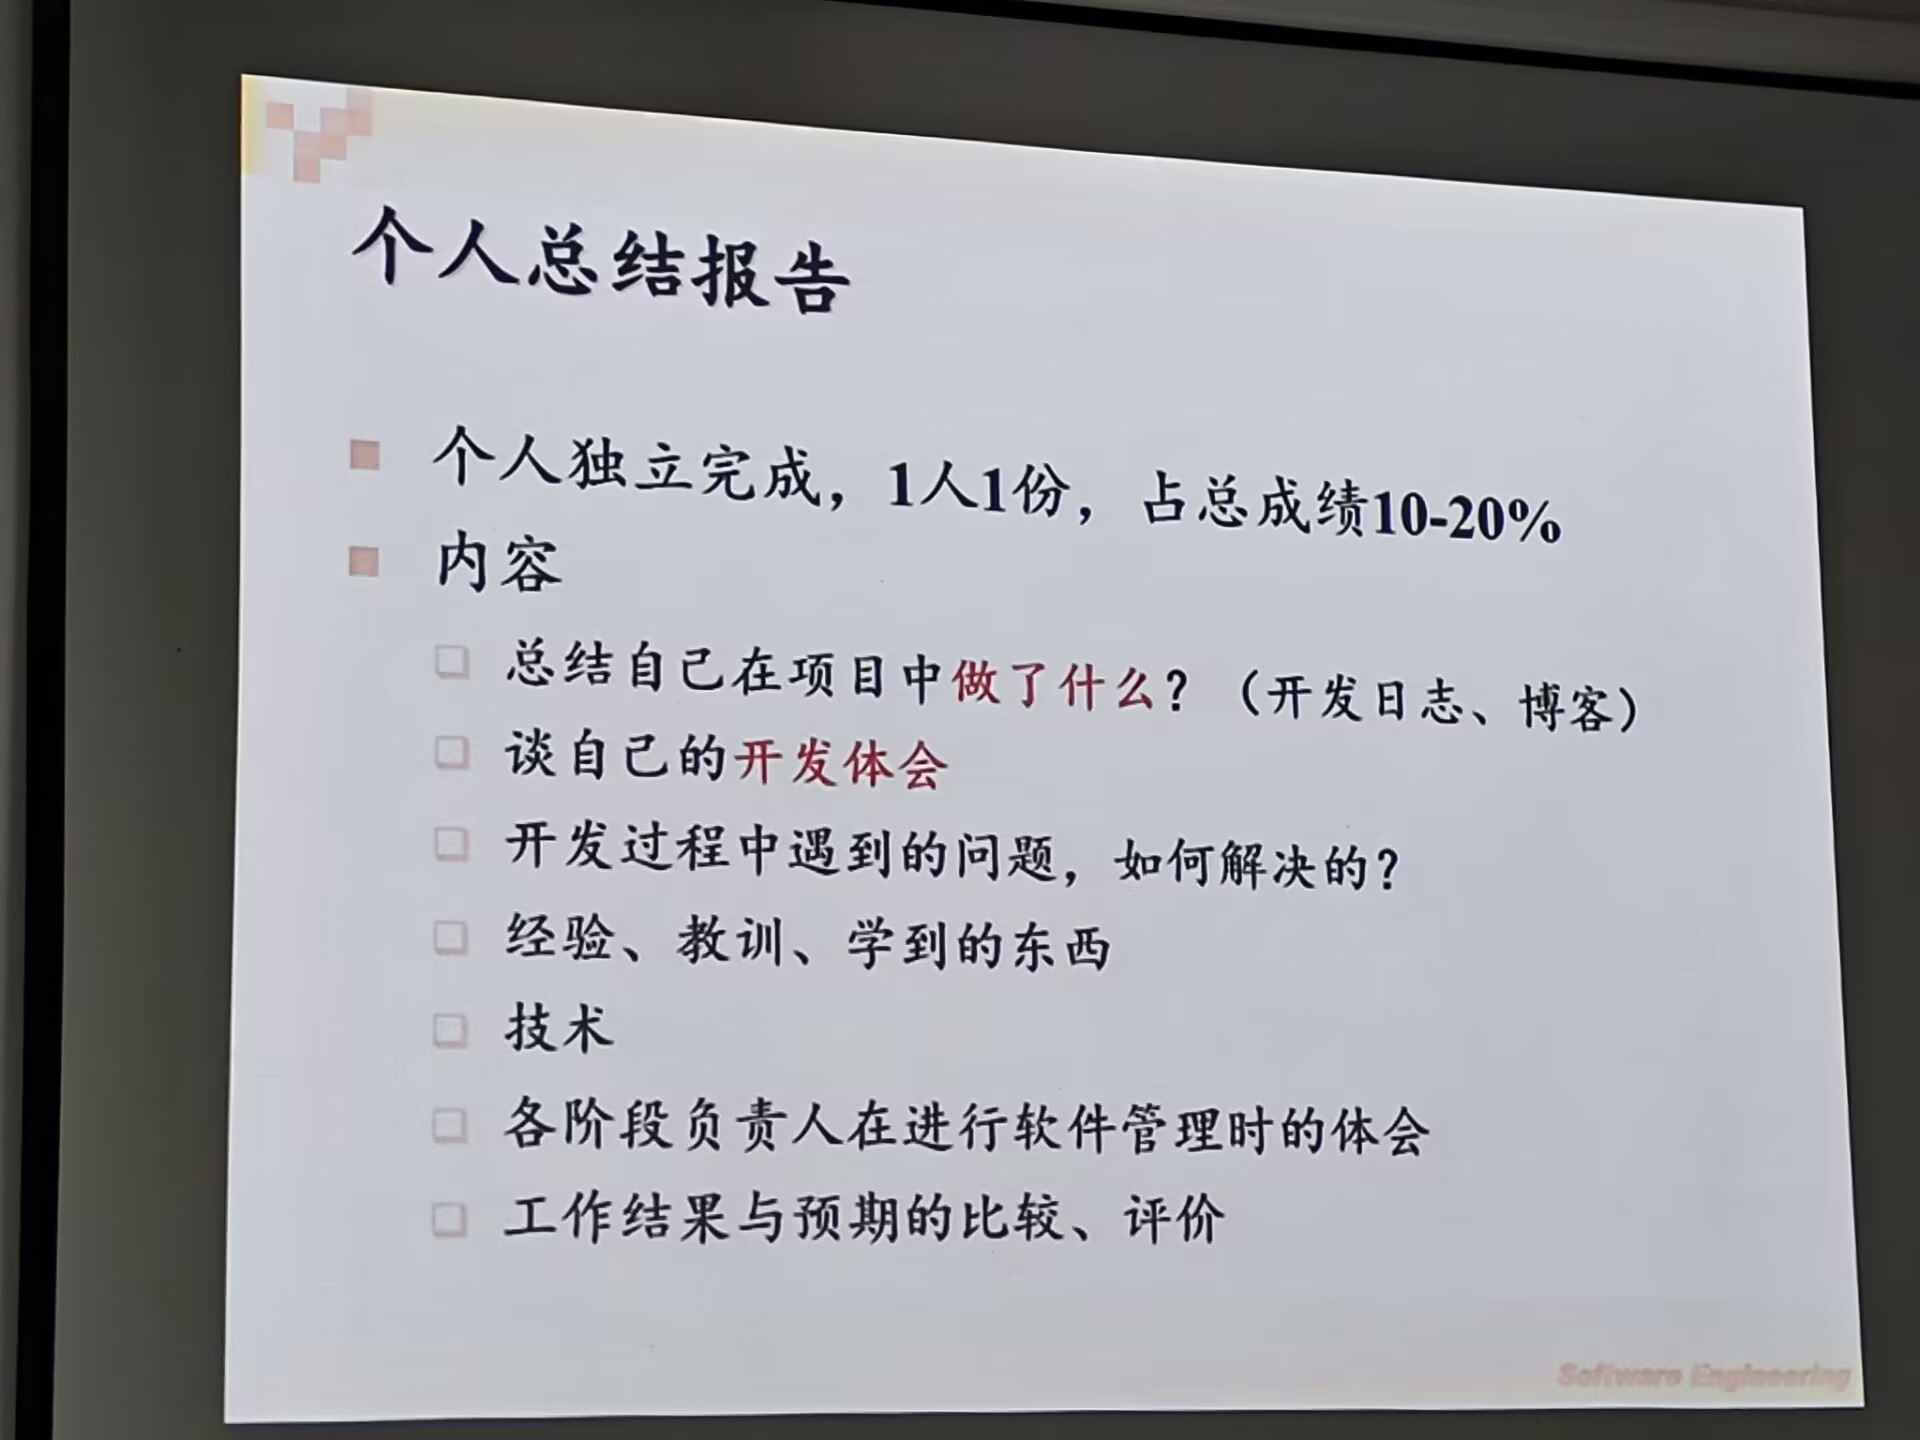 个人总结报告
个人独立完成，1人1份，占总成绩10-20%
内容
总结自己在项目中做了什么？（开发日志、博客）
谈自己的开发体会
开发过程中遇到的问题，如何解决的？
经验、教训、学到的东西
技术
各阶段负责人在进行软件管理时的体会
工作结果与预期的比较、评价
Software Engineering